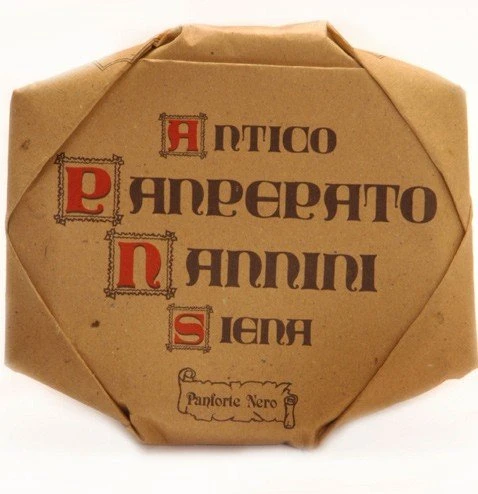 Antico
Panpepato
Nannini
Siena
Panforte Nero